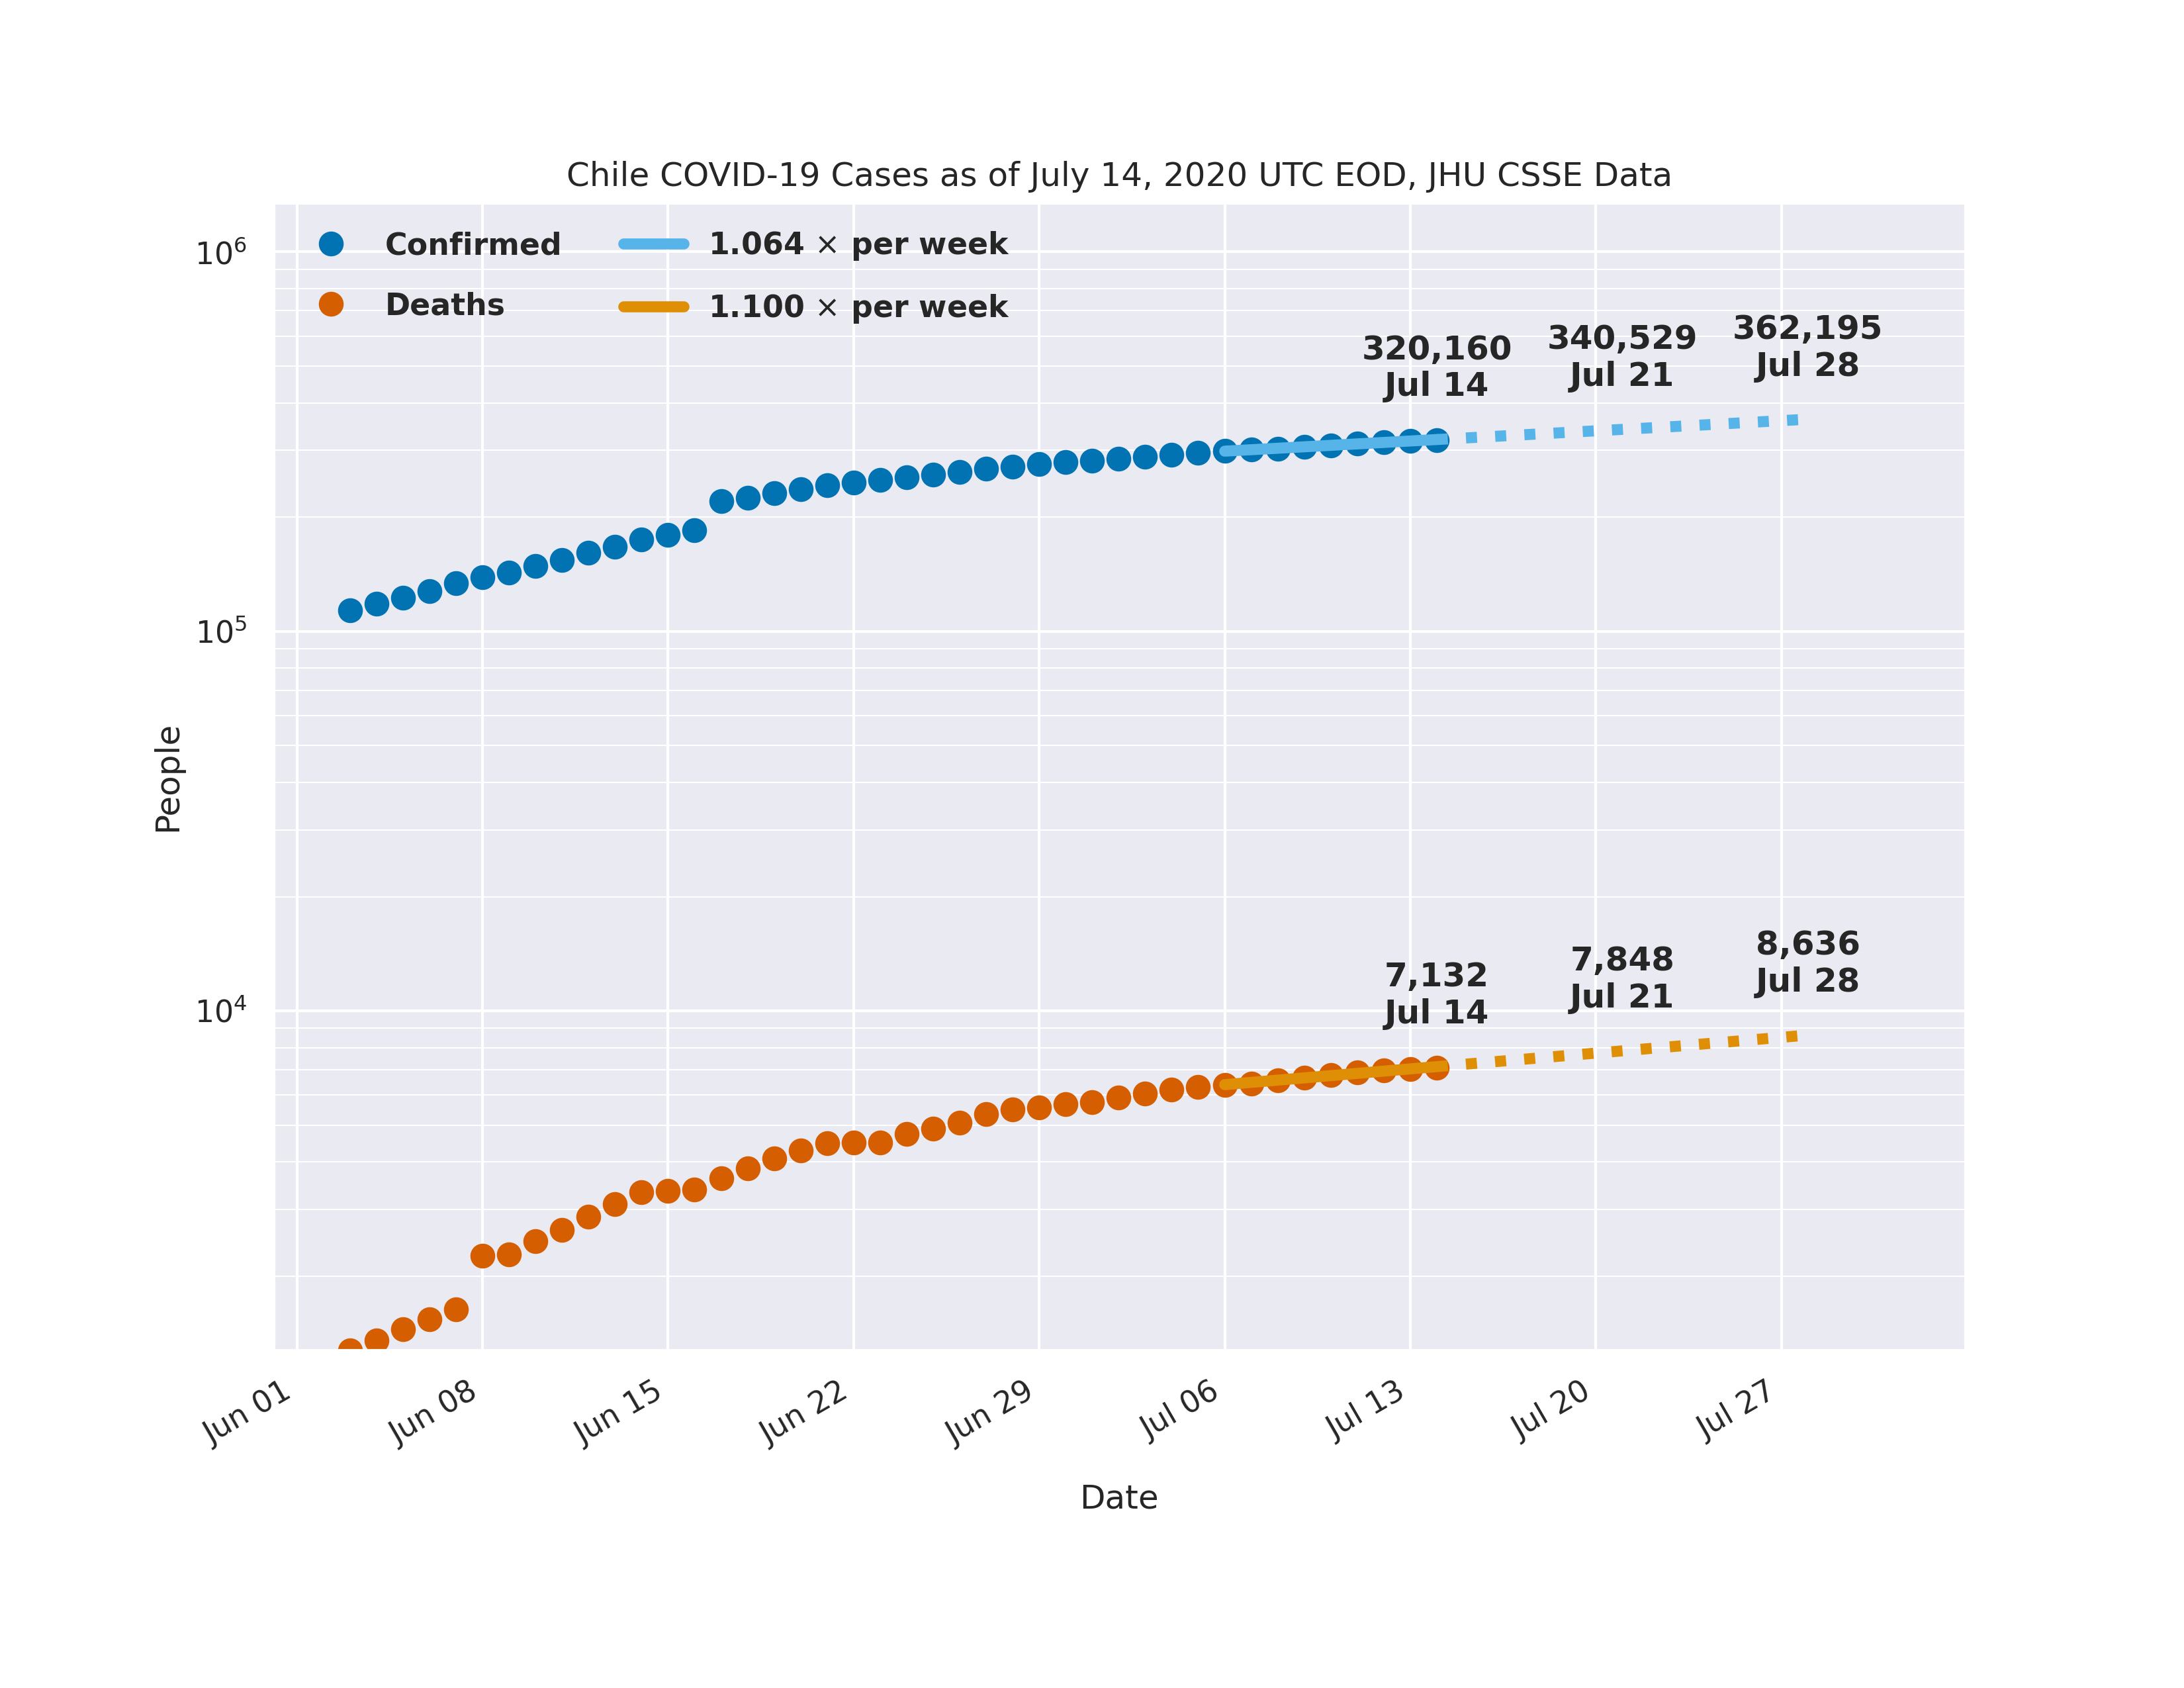 Chile COVID-19 Cases as of July 14, 2020 UTC EOD, JHU CSSE Data
Confirmed
Deaths
1.064 × per week
1.100 × per week
320,160
Jul 14
340,529
Jul 21
362,195
Jul 28
7,132
Jul 14
7,848
Jul 21
8,636
Jul 28
10⁶
10⁵
10⁴
People
Jun 01
Jun 08
Jun 15
Jun 22
Jun 29
Jul 06
Jul 13
Jul 20
Jul 27
Date